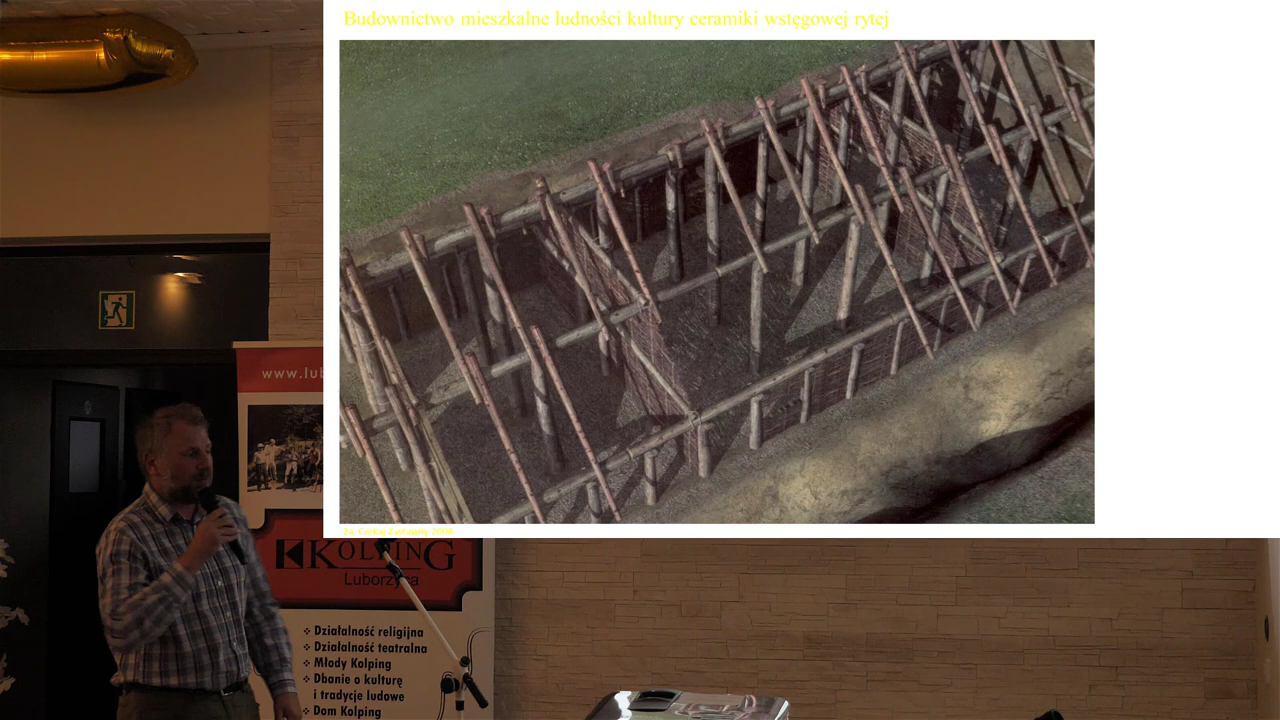 Budownictwo mieszkalne ludności kultury ceramiki wstęgowej rytej
www.lub
KOLPING
Luborzyca
Działalność religijna
Działalność teatralna
Młody Kolping
Dbanie o kulturę
i tradycje ludowe
Dom Kolping